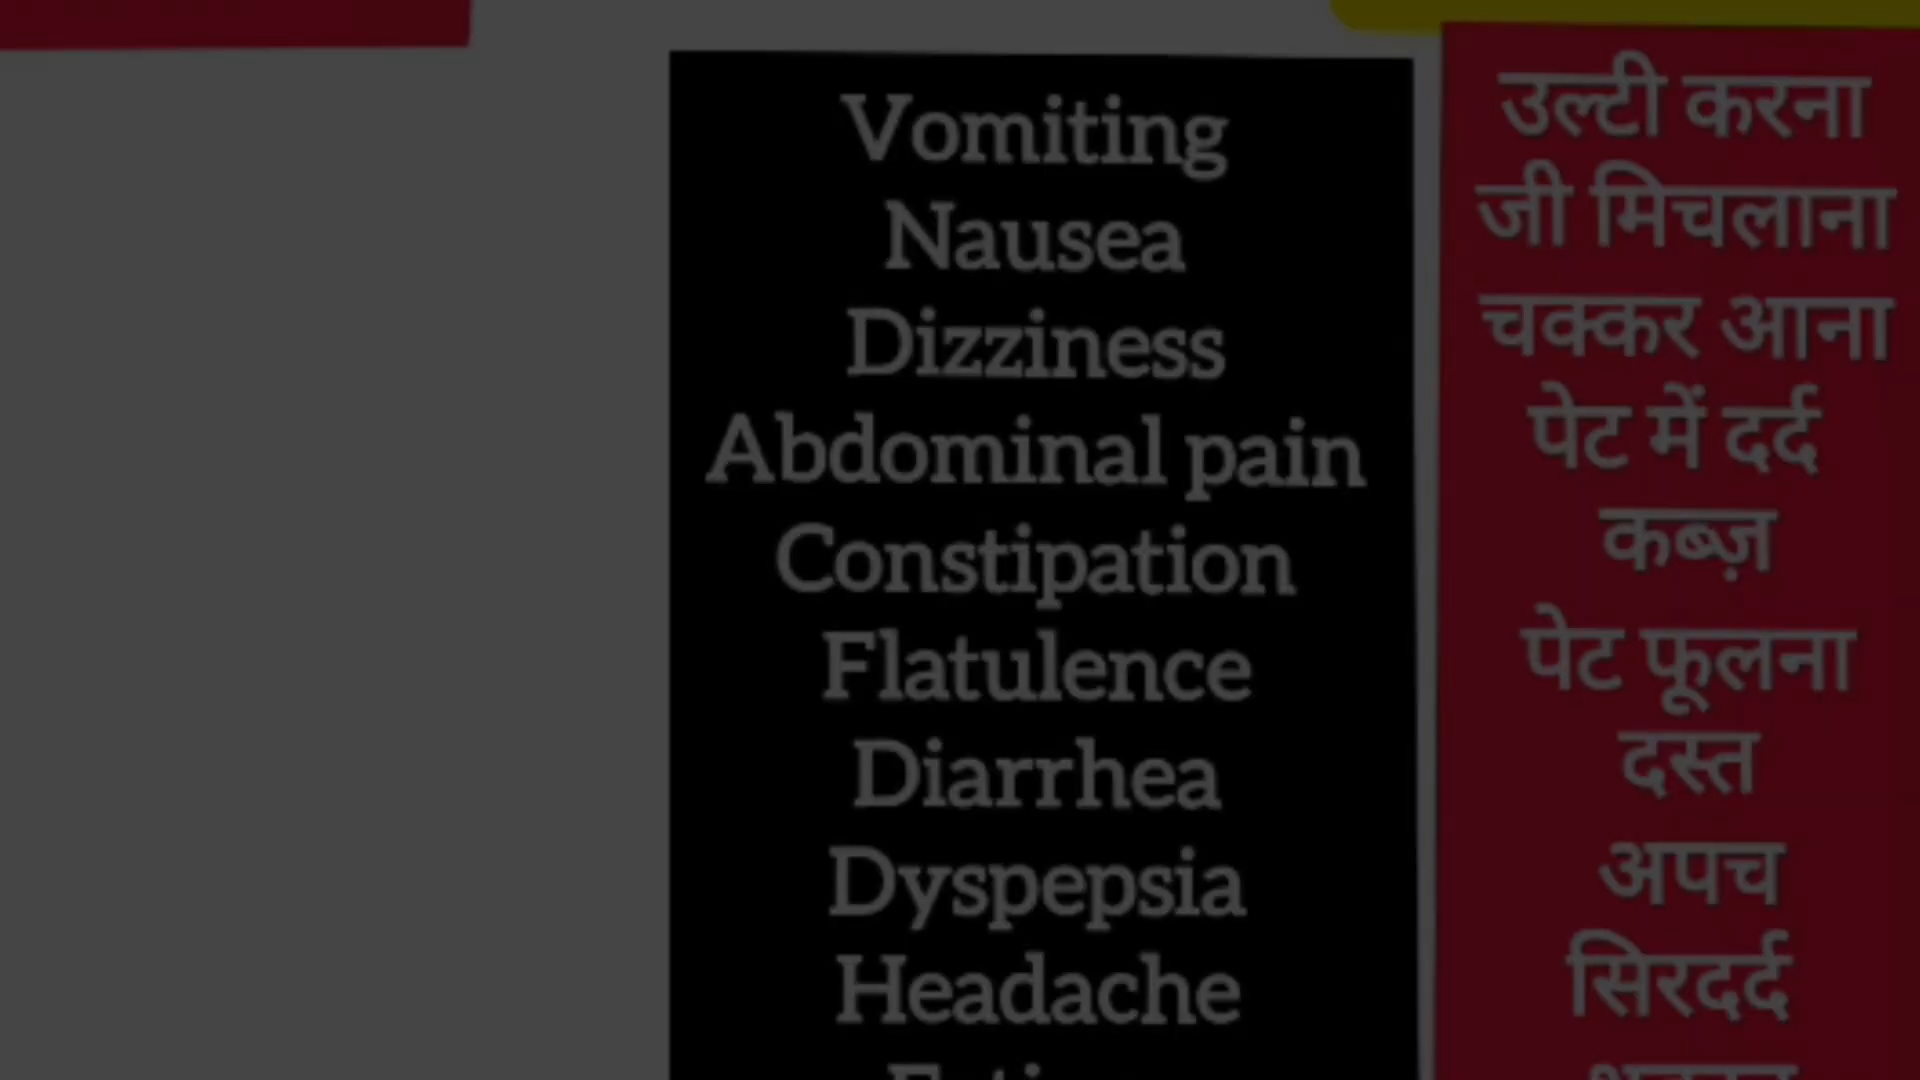 Vomiting
Nausea
Dizziness
Abdominal pain
Constipation
Flatulence
Diarrhea
Dyspepsia
Headache
उल्टी करना
जी मिचलाना
चक्कर आना
पेट में दर्द
कब्ज़
पेट फूलना
दस्त
अपच
सिरदर्द